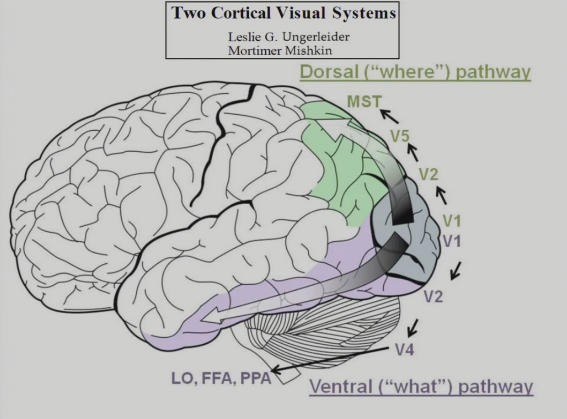 Two Cortical Visual Systems
Leslie G. Ungerleider
Mortimer Mishkin
Dorsal (“where”) pathway
MST
V5
V2
V1
V1
V2
V4
LO, FFA, PPA
Ventral (“what”) pathway